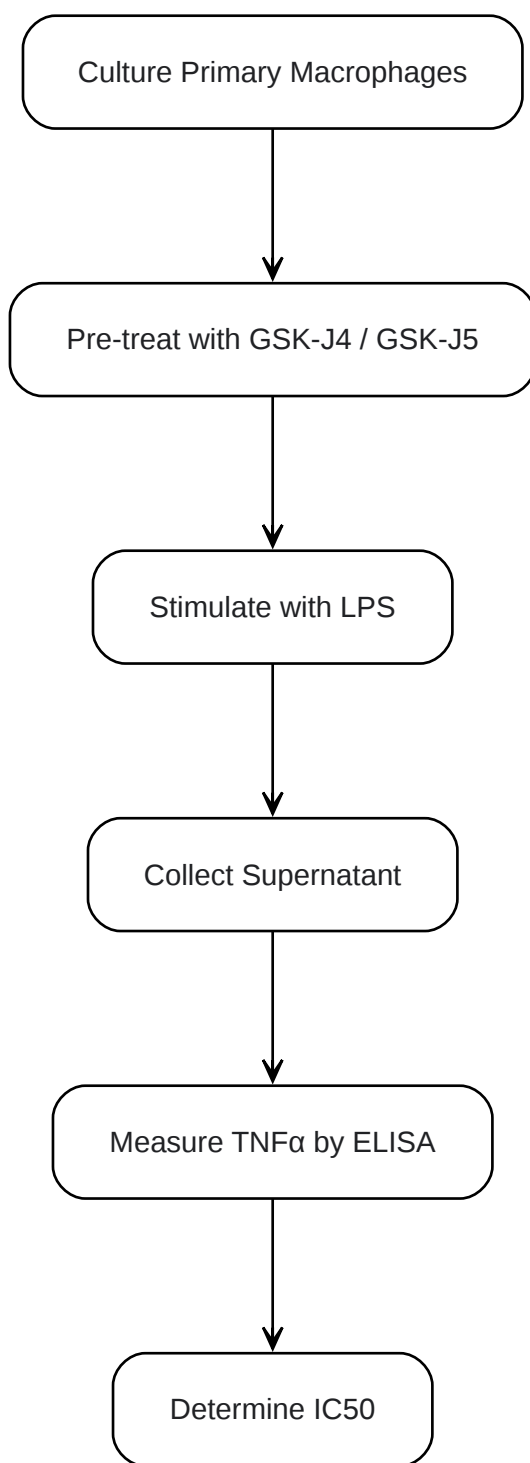 Culture Primary Macrophages
Pre-treat with GSK-J4 / GSK-J5
Stimulate with LPS
Collect Supernatant
Measure TNFα by ELISA
Determine IC50